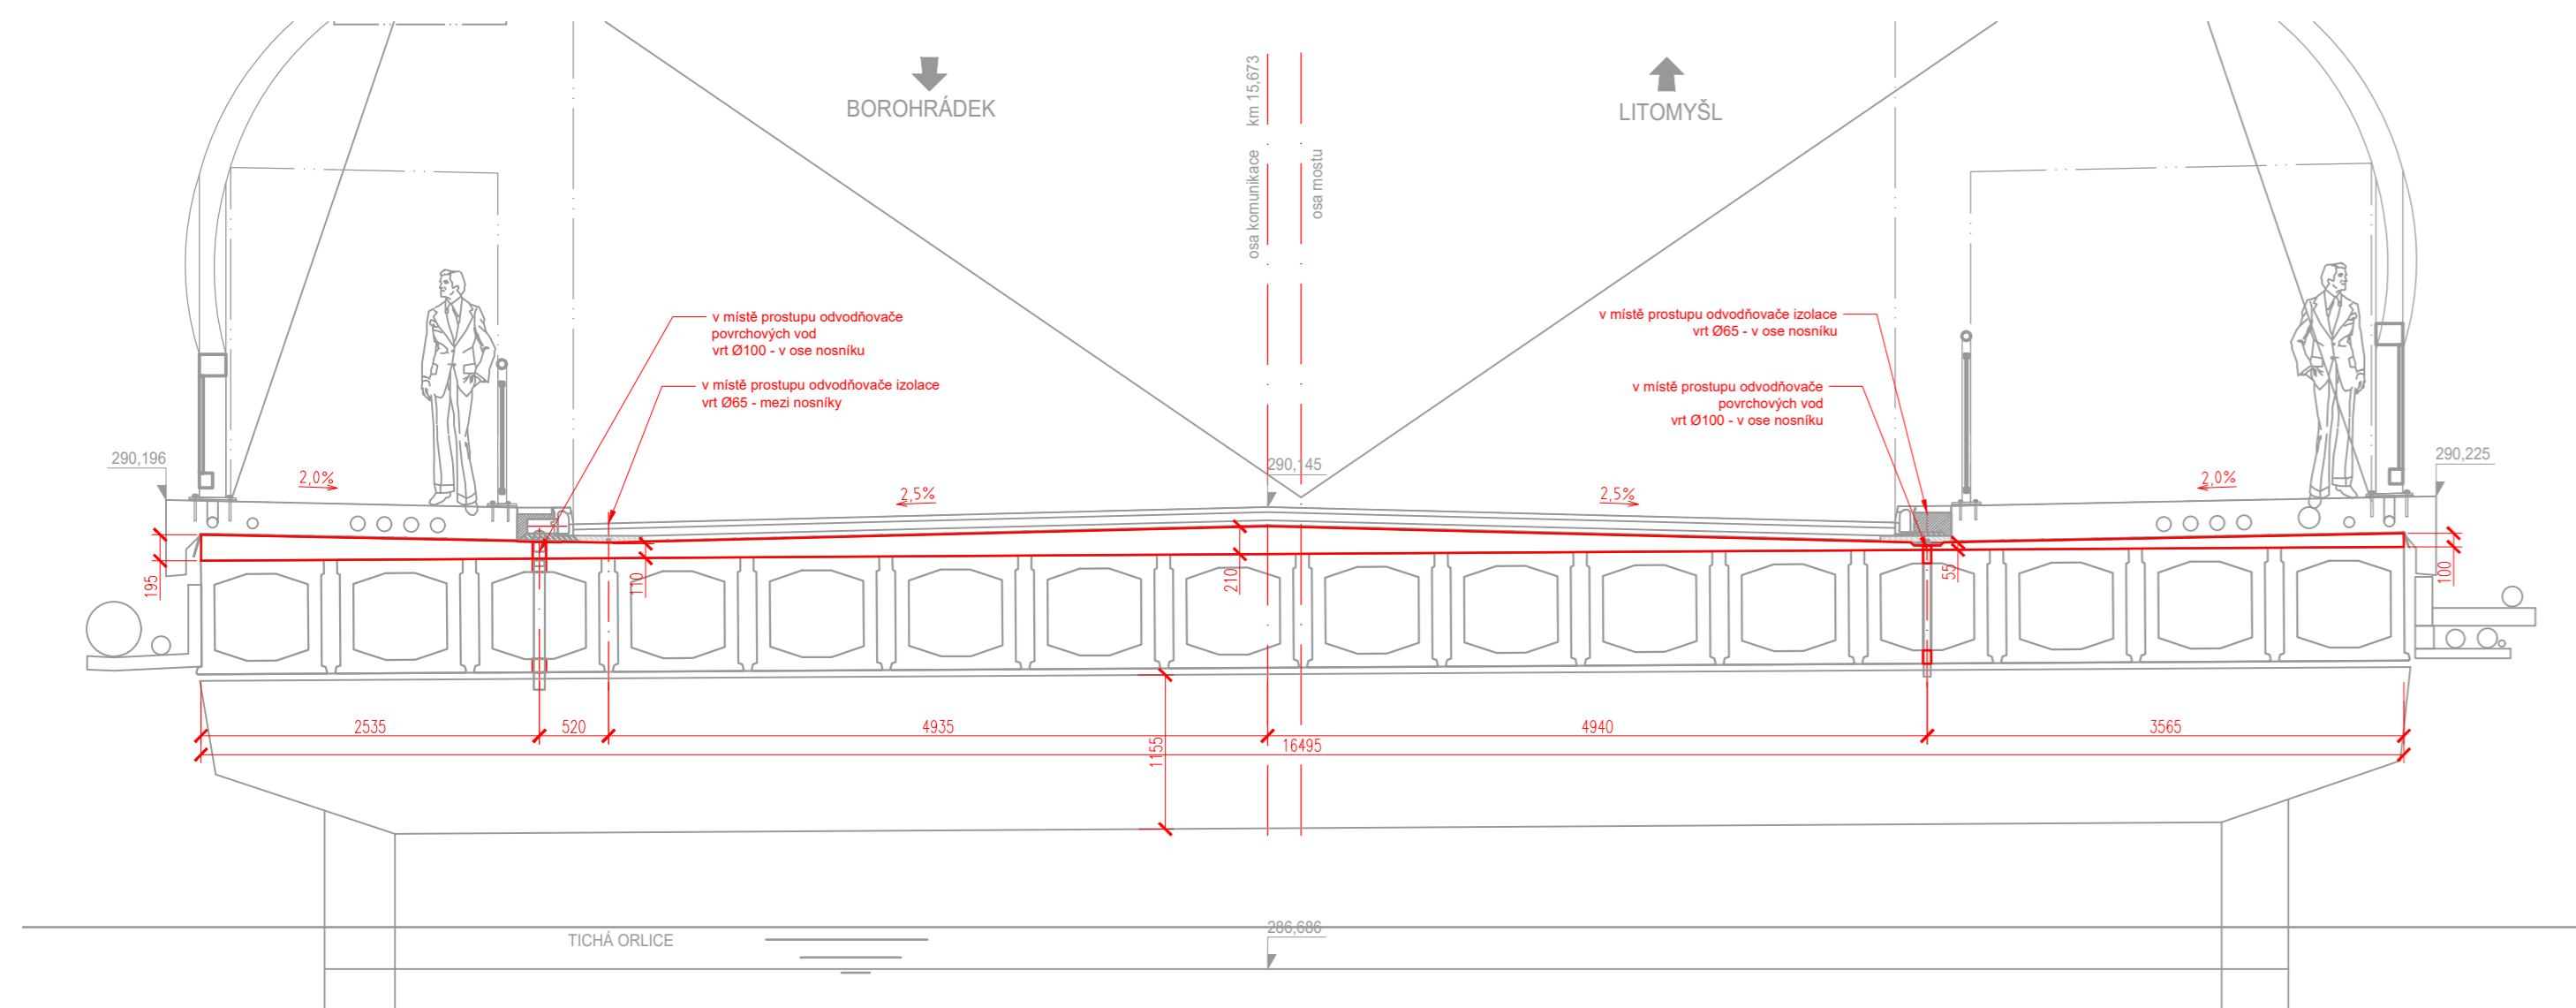 BOROHRÁDEK
LITOMYŠL
osa komunikace km 15,673
osa mostu
v místě prostupu odvodňovače
povrchových vod
vrt Ø100 - v ose nosníku
v místě prostupu odvodňovače izolace
vrt Ø65 - mezi nosníky
v místě prostupu odvodňovače izolace
vrt Ø65 - v ose nosníku
v místě prostupu odvodňovače
povrchových vod
vrt Ø100 - v ose nosníku
290,196
290,145
290,225
2,0%
2,5%
2,5%
2,0%
195
110
210
55
100
2535
520
4935
4940
3565
1155
16495
TICHÁ ORLICE
286,686